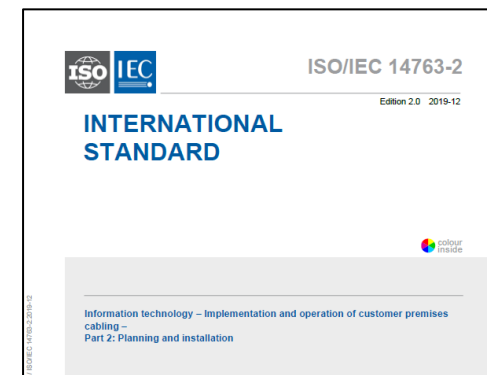 ISO IEC
ISO/IEC 14763-2
Edition 2.0 2019-12
INTERNATIONAL
STANDARD
colour
inside
Information technology – Implementation and operation of customer premises
cabling –
Part 2: Planning and installation
ISO/IEC 14763-2:2019-12